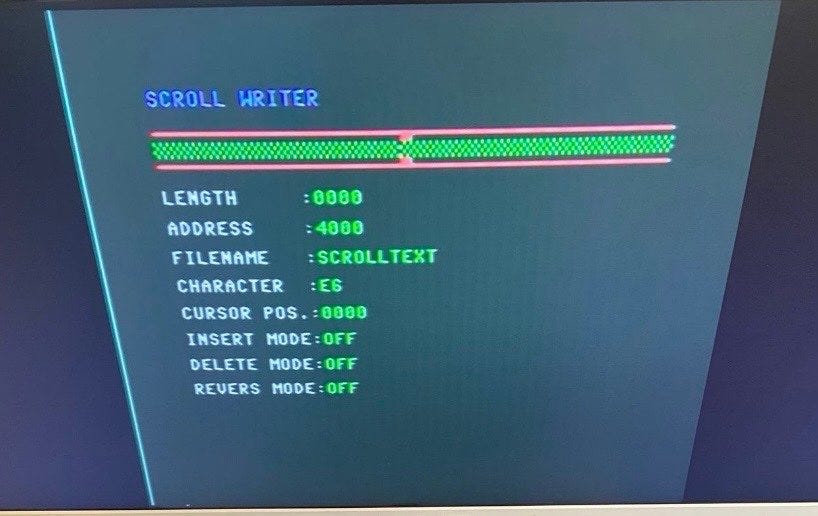 SCROLL WRITER
LENGTH :0000
ADDRESS :4000
FILENAME :SCROLLTEXT
CHARACTER :E6
CURSOR POS.:0000
INSERT MODE:OFF
DELETE MODE:OFF
REVERS MODE:OFF